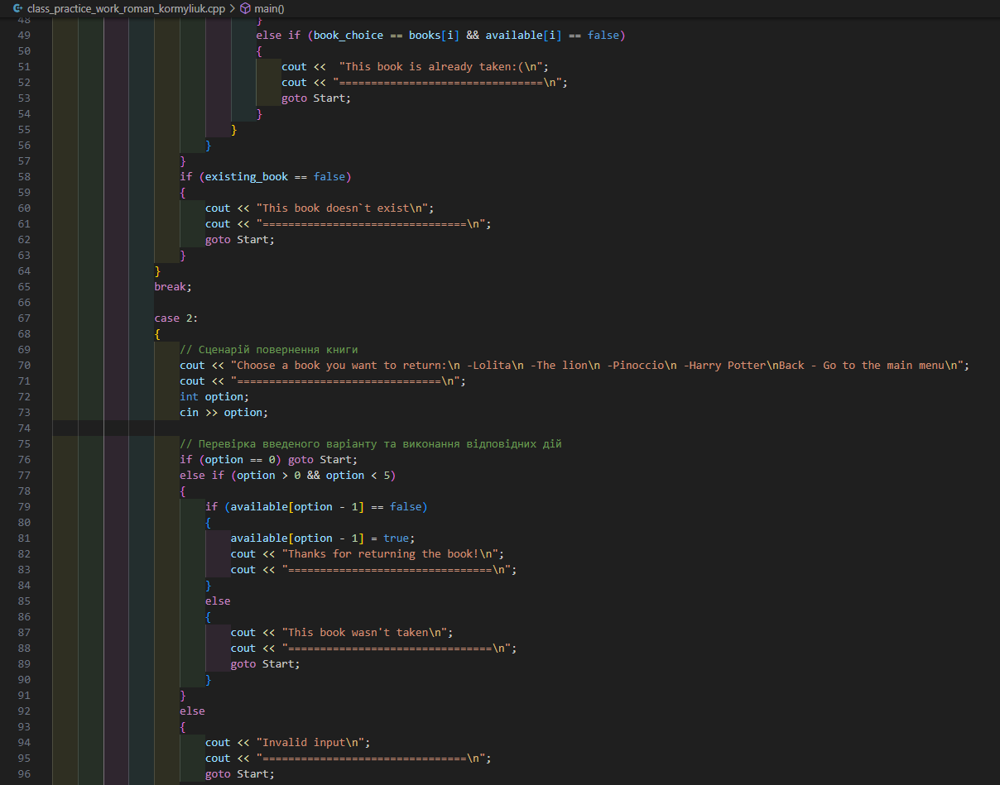 class_practice_work_roman_kormyliuk.cpp > main()
48 }
49 else if (book_choice == books[i] && available[i] == false)
50 {
51 cout <<  "This book is already taken:(\n";
52 cout << "================================\n";
53 goto Start;
54 }
55 }
56 }
57 }
58 if (existing_book == false)
59 {
60 cout << "This book doesn`t exist\n";
61 cout << "================================\n";
62 goto Start;
63 }
64 }
65 break;
66
67 case 2:
68 {
69 // Сценарій повернення книги
70 cout << "Choose a book you want to return:\n -Lolita\n -The lion\n -Pinoccio\n -Harry Potter\nBack - Go to the main menu\n";
71 cout << "================================\n";
72 int option;
73 cin >> option;
74
75 // Перевірка введеного варіанту та виконання відповідних дій
76 if (option == 0) goto Start;
77 else if (option > 0 && option < 5)
78 {
79 if (available[option - 1] == false)
80 {
81 available[option - 1] = true;
82 cout << "Thanks for returning the book!\n";
83 cout << "================================\n";
84 }
85 else
86 {
87 cout << "This book wasn't taken\n";
88 cout << "================================\n";
89 goto Start;
90 }
91 }
92 else
93 {
94 cout << "Invalid input\n";
95 cout << "================================\n";
96 goto Start;